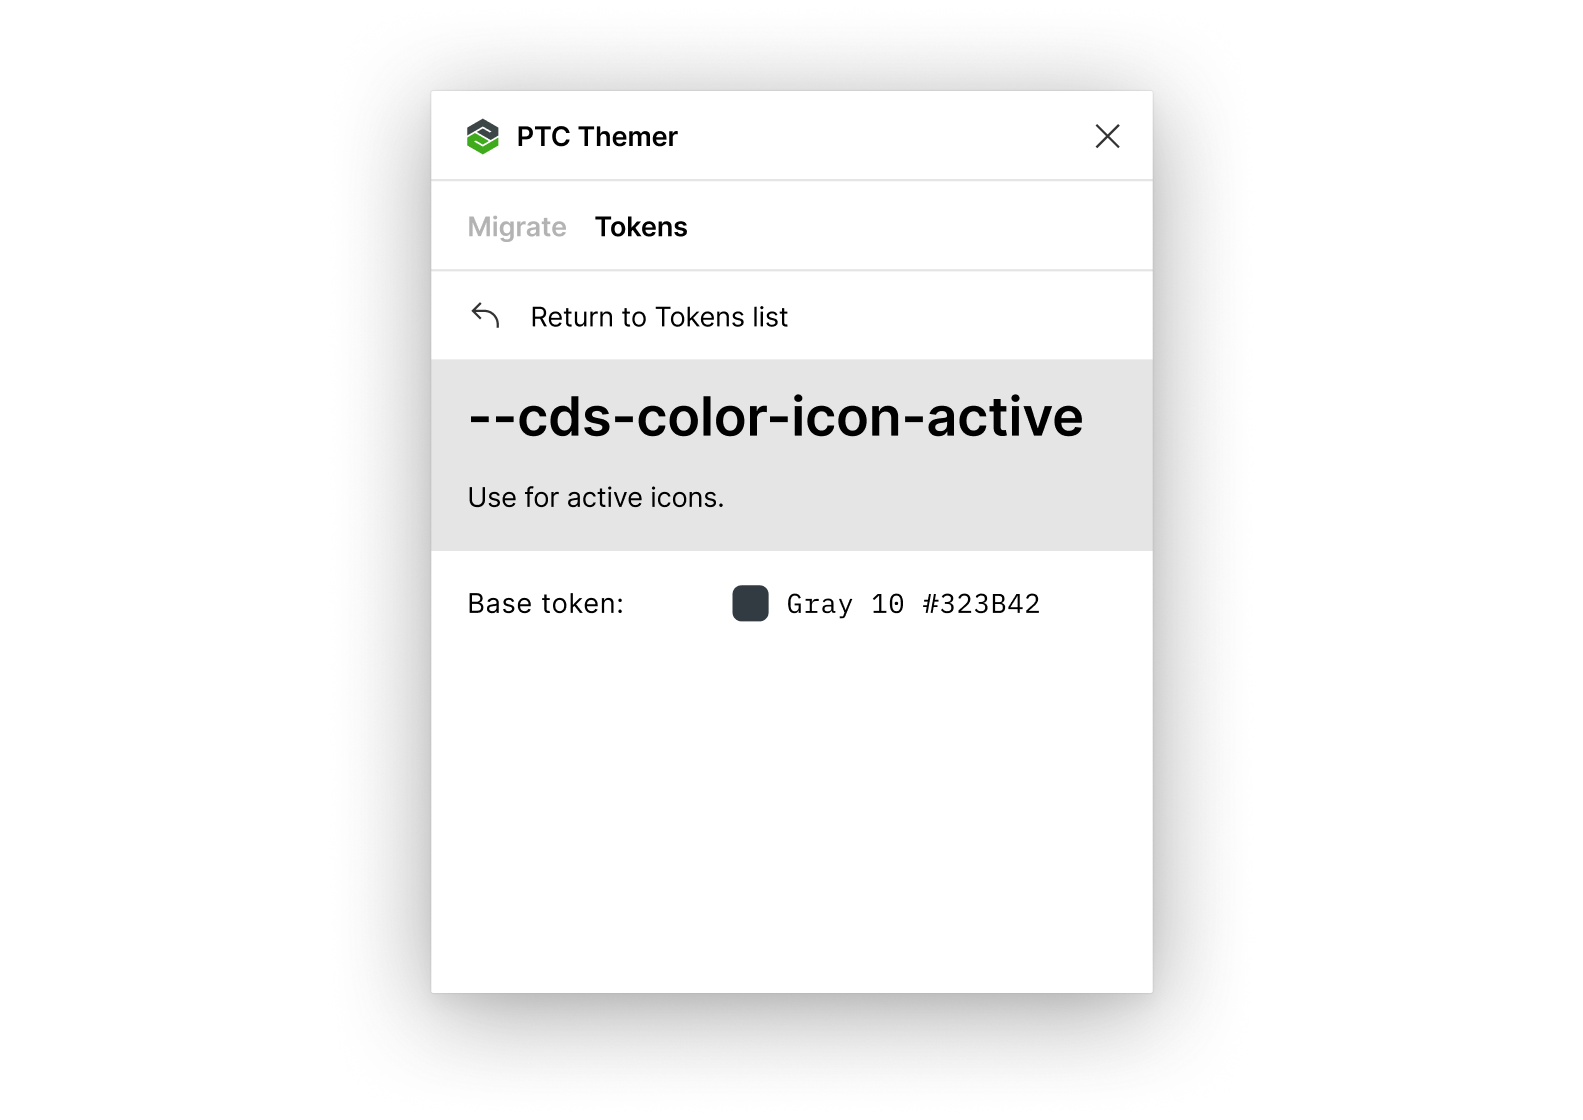 PTC Themer
Migrate Tokens
Return to Tokens list
--cds-color-icon-active
Use for active icons.
Base token: Gray 10 #323B42